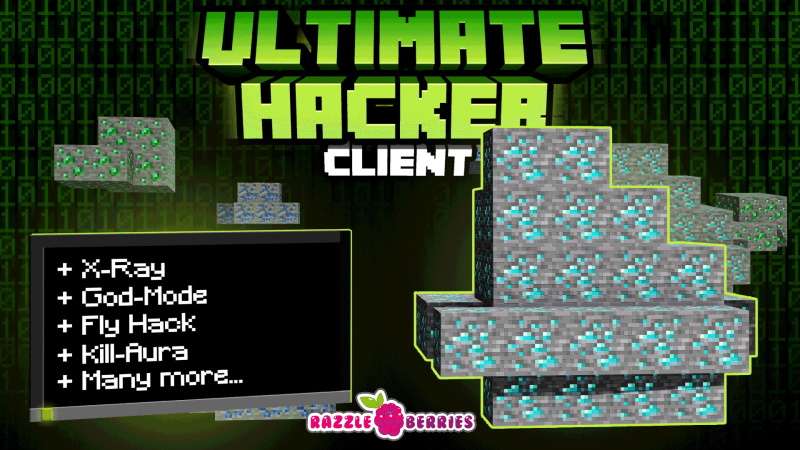 ULTIMATE
HACKER
CLIENT
+ X-Ray
+ God-Mode
+ Fly Hack
+ Kill-Aura
+ Many more...
RAZZLE BERRIES